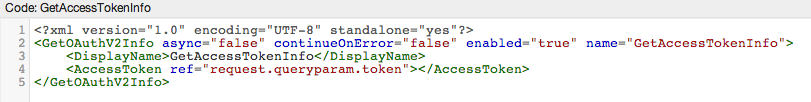 Code: GetAccessTokenInfo
1 <?xml version="1.0" encoding="UTF-8" standalone="yes"?>
2 <GetOAuthV2Info async="false" continueOnError="false" enabled="true" name="GetAccessTokenInfo">
3     <DisplayName>GetAccessTokenInfo</DisplayName>
4     <AccessToken ref="request.queryparam.token"></AccessToken>
5 </GetOAuthV2Info>